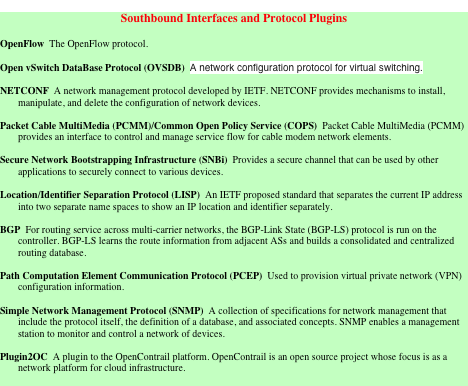 Southbound Interfaces and Protocol Plugins
OpenFlow  The OpenFlow protocol.
Open vSwitch DataBase Protocol (OVSDB)  A network configuration protocol for virtual switching.
NETCONF  A network management protocol developed by IETF. NETCONF provides mechanisms to install,
manipulate, and delete the configuration of network devices.
Packet Cable MultiMedia (PCMM)/Common Open Policy Service (COPS)  Packet Cable MultiMedia (PCMM)
provides an interface to control and manage service flow for cable modem network elements.
Secure Network Bootstrapping Infrastructure (SNBi)  Provides a secure channel that can be used by other
applications to securely connect to various devices.
Location/Identifier Separation Protocol (LISP)  An IETF proposed standard that separates the current IP address
into two separate name spaces to show an IP location and identifier separately.
BGP  For routing service across multi-carrier networks, the BGP-Link State (BGP-LS) protocol is run on the
controller. BGP-LS learns the route information from adjacent ASs and builds a consolidated and centralized
routing database.
Path Computation Element Communication Protocol (PCEP)  Used to provision virtual private network (VPN)
configuration information.
Simple Network Management Protocol (SNMP)  A collection of specifications for network management that
include the protocol itself, the definition of a database, and associated concepts. SNMP enables a management
station to monitor and control a network of devices.
Plugin2OC  A plugin to the OpenContrail platform. OpenContrail is an open source project whose focus is as a
network platform for cloud infrastructure.